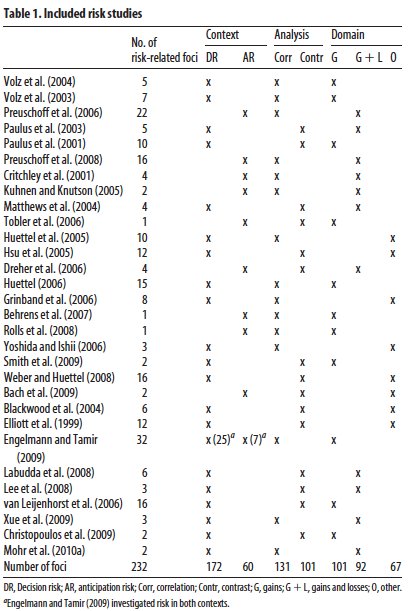 Table 1. Included risk studies
No. of Context Analysis Domain
risk-related foci DR AR Corr Contr G G + L O
Volz et al. (2004) 5 x x x
Volz et al. (2003) 7 x x x
Preuschoff et al. (2006) 22 x x x
Paulus et al. (2003) 5 x x x
Paulus et al. (2001) 10 x x x
Preuschoff et al. (2008) 16 x x x
Critchley et al. (2001) 4 x x x
Kuhnen and Knutson (2005) 2 x x x
Matthews et al. (2004) 4 x x x
Tobler et al. (2006) 1 x x x
Huettel et al. (2005) 10 x x x
Hsu et al. (2005) 12 x x x
Dreher et al. (2006) 4 x x x
Huettel (2006) 15 x x x
Grinband et al. (2006) 8 x x x
Behrens et al. (2007) 1 x x x
Rolls et al. (2008) 1 x x x
Yoshida and Ishii (2006) 3 x x x
Smith et al. (2009) 2 x x x
Weber and Huettel (2008) 16 x x x
Bach et al. (2009) 2 x x x
Blackwood et al. (2004) 6 x x x
Elliott et al. (1999) 12 x x x
Engelmann and Tamir 32 x (25)a x (7)a x x
(2009)
Labudda et al. (2008) 6 x x x
Lee et al. (2008) 3 x x x
van Leijenhorst et al. (2006) 16 x x x
Xue et al. (2009) 3 x x x
Christopoulos et al. (2009) 2 x x x
Mohr et al. (2010a) 2 x x x
Number of foci 232 172 60 131 101 101 92 67
DR, Decision risk; AR, anticipation risk; Corr, correlation; Contr, contrast; G, gains; G + L, gains and losses; O, other.
aEngelmann and Tamir (2009) investigated risk in both contexts.